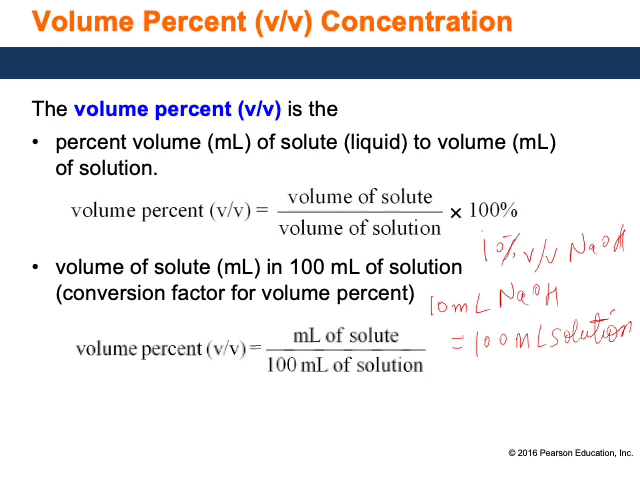 Volume Percent (v/v) Concentration
The volume percent (v/v) is the
• percent volume (mL) of solute (liquid) to volume (mL)
of solution.
volume percent (v/v) = volume of solute / volume of solution × 100%
10% v/v NaOH
• volume of solute (mL) in 100 mL of solution
(conversion factor for volume percent)
10 mL NaOH
= 100 mL solution
volume percent (v/v) = mL of solute / 100 mL of solution
© 2016 Pearson Education, Inc.